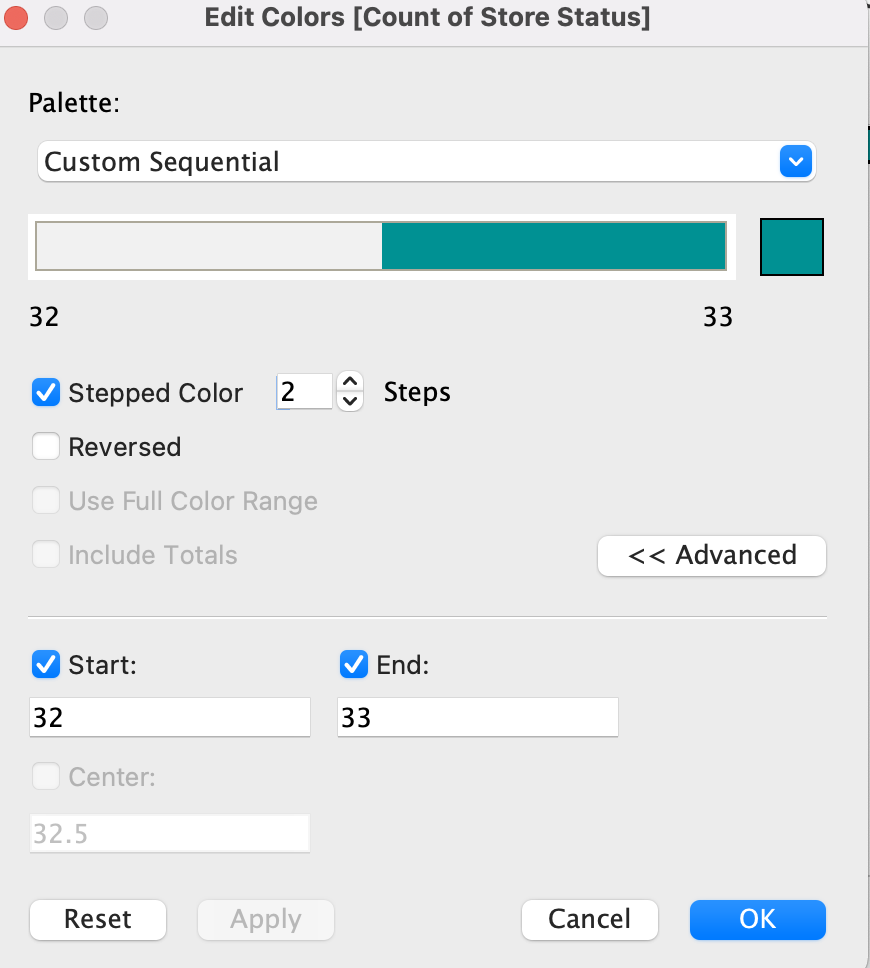 Edit Colors [Count of Store Status]
Palette:
Custom Sequential
32 33
Stepped Color 2 Steps
Reversed
Use Full Color Range
Include Totals << Advanced
Start: End:
32 33
Center:
32.5
Reset Apply Cancel OK